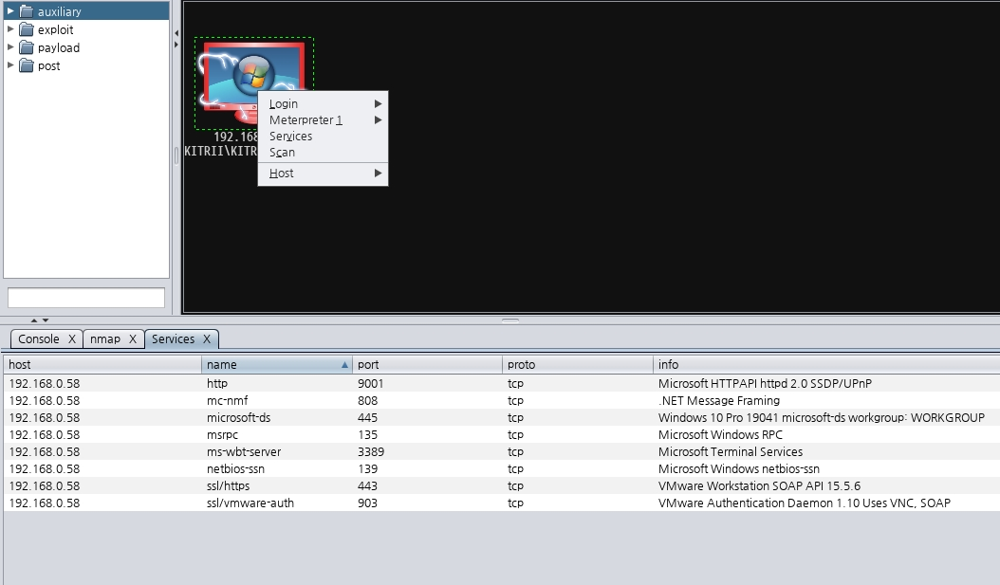 auxiliary
exploit
payload
post
Login
Meterpreter 1
Services
Scan
Host
192.168
KITRII\KITR
Console X nmap X Services X
host name port proto info
192.168.0.58 http 9001 tcp Microsoft HTTPAPI httpd 2.0 SSDP/UPnP
192.168.0.58 mc-nmf 808 tcp .NET Message Framing
192.168.0.58 microsoft-ds 445 tcp Windows 10 Pro 19041 microsoft-ds workgroup: WORKGROUP
192.168.0.58 msrpc 135 tcp Microsoft Windows RPC
192.168.0.58 ms-wbt-server 3389 tcp Microsoft Terminal Services
192.168.0.58 netbios-ssn 139 tcp Microsoft Windows netbios-ssn
192.168.0.58 ssl/https 443 tcp VMware Workstation SOAP API 15.5.6
192.168.0.58 ssl/vmware-auth 903 tcp VMware Authentication Daemon 1.10 Uses VNC, SOAP